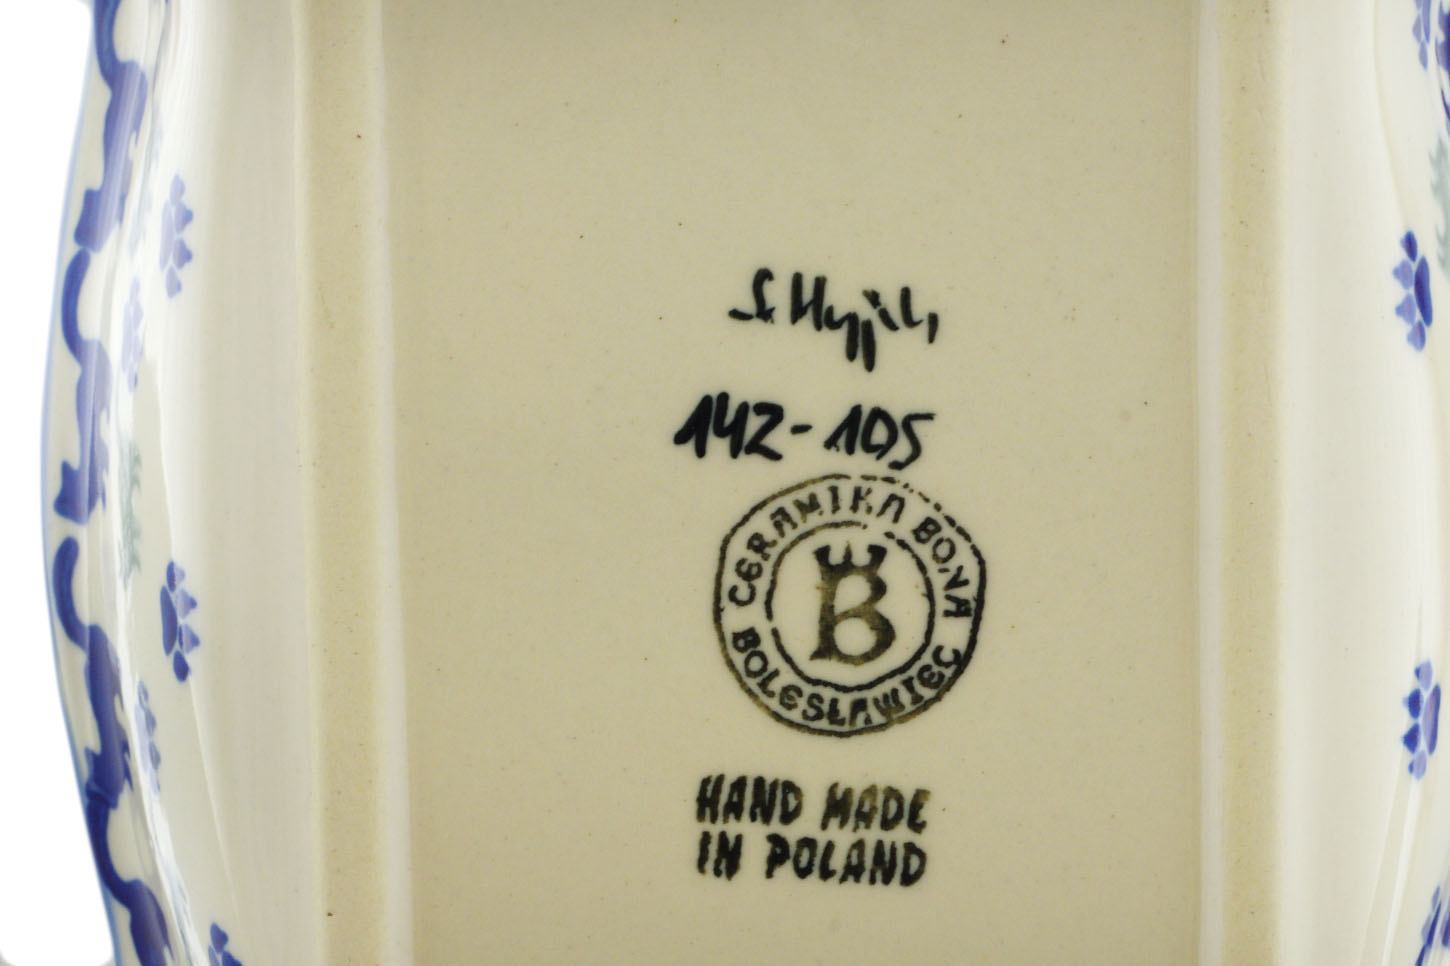 142-105
CERAMIKA BONA
BOLESŁAWIEC
B
HAND MADE
IN POLAND